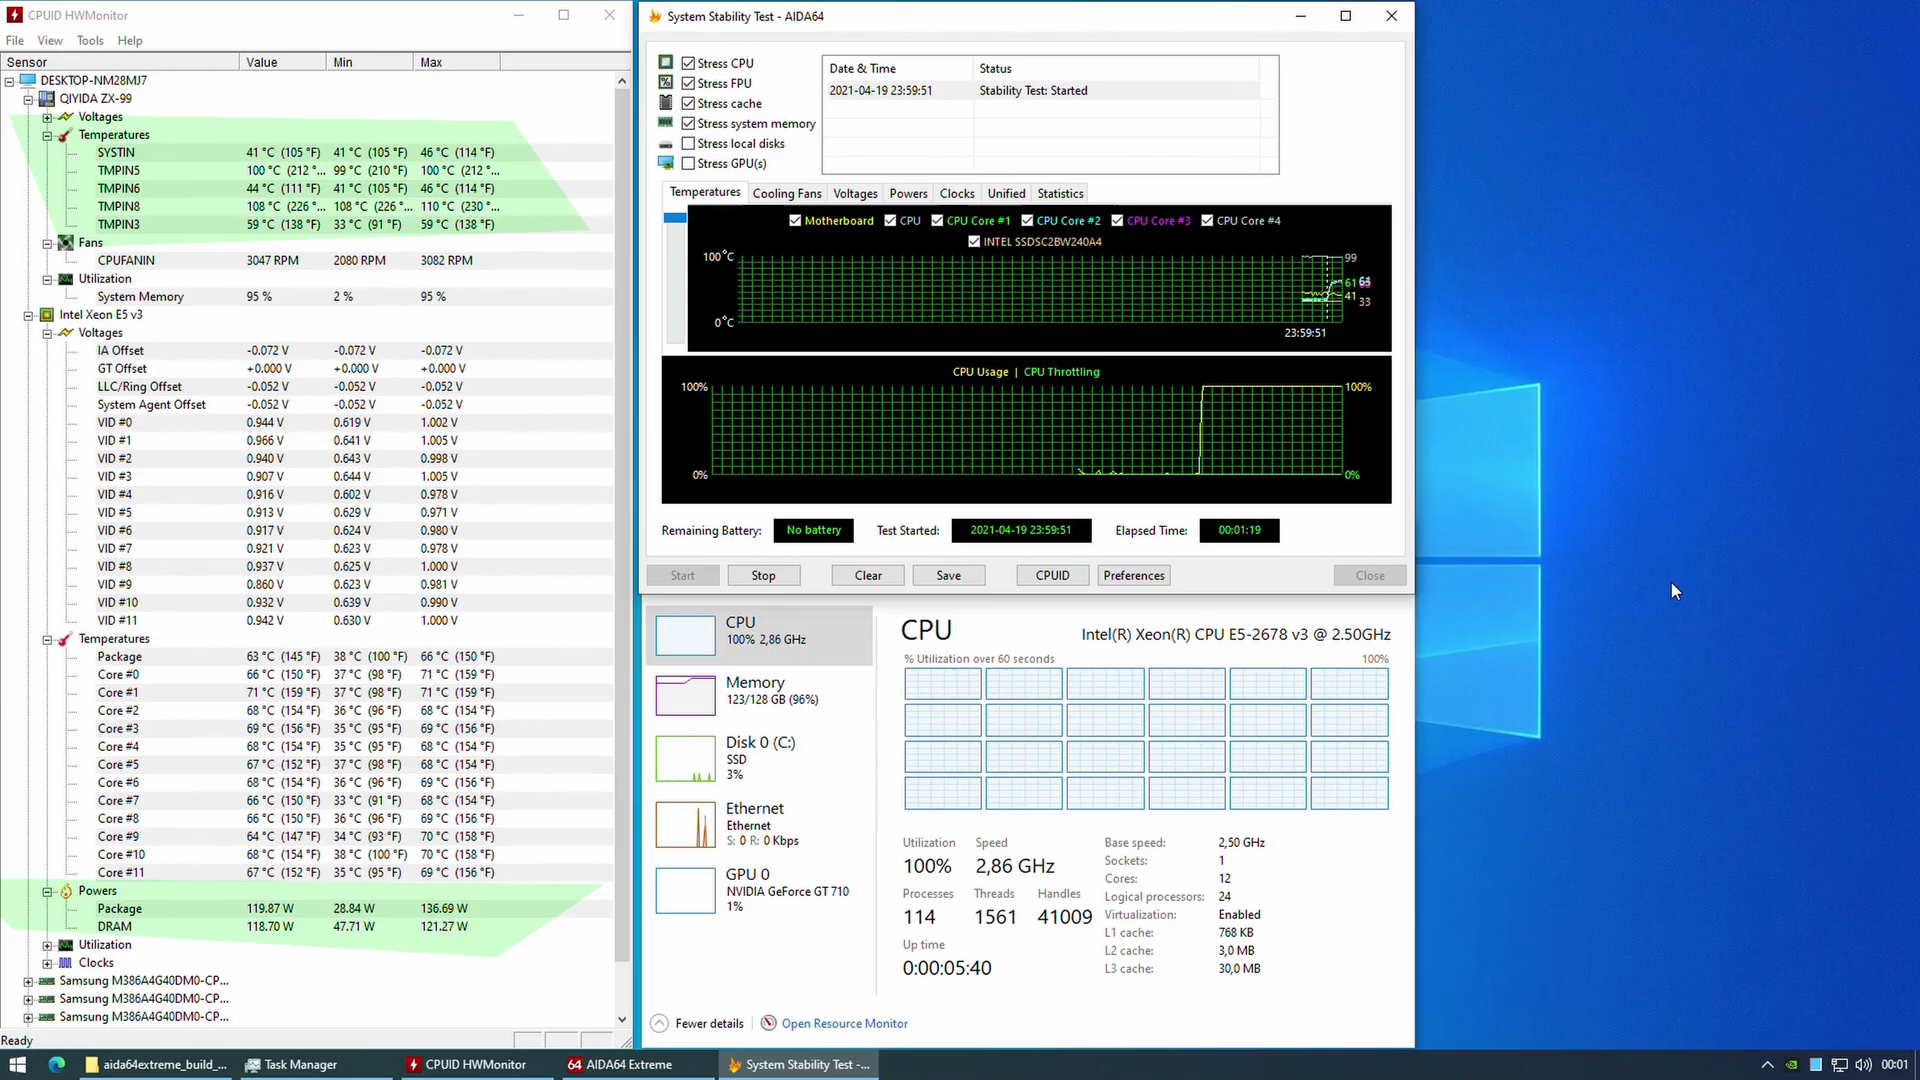 CPUID HWMonitor
File View Tools Help
Sensor Value Min Max
DESKTOP-NM28MJ7
QIYIDA ZX-99
Voltages
Temperatures
SYSTIN 41 °C (105 °F) 41 °C (105 °F) 46 °C (114 °F)
TMPIN5 100 °C (212 °... 99 °C (210 °F) 100 °C (212 °...
TMPIN6 44 °C (111 °F) 41 °C (105 °F) 46 °C (114 °F)
TMPIN8 108 °C (226 °... 108 °C (226 °... 110 °C (230 °...
TMPIN3 59 °C (138 °F) 33 °C (91 °F) 59 °C (138 °F)
Fans
CPUFANIN 3047 RPM 2080 RPM 3082 RPM
Utilization
System Memory 95 % 2 % 95 %
Intel Xeon E5 v3
Voltages
IA Offset -0.072 V -0.072 V -0.072 V
GT Offset +0.000 V +0.000 V +0.000 V
LLC/Ring Offset -0.052 V -0.052 V -0.052 V
System Agent Offset -0.052 V -0.052 V -0.052 V
VID #0 0.944 V 0.619 V 1.002 V
VID #1 0.966 V 0.641 V 1.005 V
VID #2 0.940 V 0.643 V 0.998 V
VID #3 0.907 V 0.644 V 1.005 V
VID #4 0.916 V 0.602 V 0.978 V
VID #5 0.913 V 0.629 V 0.971 V
VID #6 0.917 V 0.624 V 0.980 V
VID #7 0.921 V 0.623 V 0.978 V
VID #8 0.937 V 0.625 V 1.000 V
VID #9 0.860 V 0.623 V 0.981 V
VID #10 0.932 V 0.639 V 0.990 V
VID #11 0.942 V 0.630 V 1.000 V
Temperatures
Package 63 °C (145 °F) 38 °C (100 °F) 66 °C (150 °F)
Core #0 66 °C (150 °F) 37 °C (98 °F) 71 °C (159 °F)
Core #1 71 °C (159 °F) 37 °C (98 °F) 71 °C (159 °F)
Core #2 68 °C (154 °F) 36 °C (96 °F) 68 °C (154 °F)
Core #3 69 °C (156 °F) 35 °C (95 °F) 69 °C (156 °F)
Core #4 68 °C (154 °F) 35 °C (95 °F) 68 °C (154 °F)
Core #5 67 °C (152 °F) 37 °C (98 °F) 68 °C (154 °F)
Core #6 68 °C (154 °F) 36 °C (96 °F) 69 °C (156 °F)
Core #7 66 °C (150 °F) 33 °C (91 °F) 68 °C (154 °F)
Core #8 66 °C (150 °F) 36 °C (96 °F) 69 °C (156 °F)
Core #9 64 °C (147 °F) 34 °C (93 °F) 70 °C (158 °F)
Core #10 68 °C (154 °F) 38 °C (100 °F) 70 °C (158 °F)
Core #11 67 °C (152 °F) 35 °C (95 °F) 69 °C (156 °F)
Powers
Package 119.87 W 28.84 W 136.69 W
DRAM 118.70 W 47.71 W 121.27 W
Utilization
Clocks
Samsung M386A4G40DM0-CP...
Samsung M386A4G40DM0-CP...
Samsung M386A4G40DM0-CP...
Ready
System Stability Test - AIDA64
Stress CPU
Stress FPU
Stress cache
Stress system memory
Stress local disks
Stress GPU(s)
Date & Time Status
2021-04-19 23:59:51 Stability Test: Started
Temperatures Cooling Fans Voltages Powers Clocks Unified Statistics
Motherboard CPU CPU Core #1 CPU Core #2 CPU Core #3 CPU Core #4
INTEL SSDSC2BW240A4
100°C
0°C
99
61
41
33
23:59:51
CPU Usage | CPU Throttling
100% 100%
0% 0%
Remaining Battery: No battery Test Started: 2021-04-19 23:59:51 Elapsed Time: 00:01:19
Start Stop Clear Save CPUID Preferences Close
CPU
100% 2,86 GHz
Memory
123/128 GB (96%)
Disk 0 (C:)
SSD
3%
Ethernet
Ethernet
S: 0 R: 0 Kbps
GPU 0
NVIDIA GeForce GT 710
1%
CPU Intel(R) Xeon(R) CPU E5-2678 v3 @ 2.50GHz
% Utilization over 60 seconds 100%
Utilization Speed
100% 2,86 GHz
Processes Threads Handles
114 1561 41009
Up time
0:00:05:40
Base speed: 2,50 GHz
Sockets: 1
Cores: 12
Logical processors: 24
Virtualization: Enabled
L1 cache: 768 KB
L2 cache: 3,0 MB
L3 cache: 30,0 MB
Fewer details Open Resource Monitor
aida64extreme_build_... Task Manager CPUID HWMonitor 64 AIDA64 Extreme System Stability Test -... 00:01